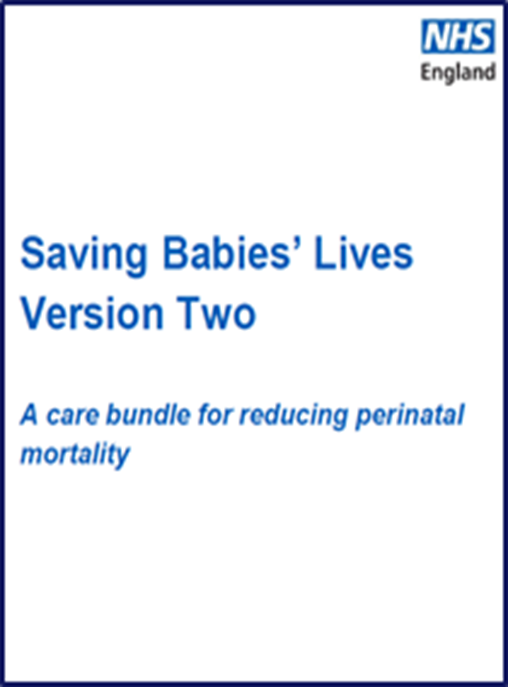 NHS
England
Saving Babies’ Lives
Version Two
A care bundle for reducing perinatal
mortality